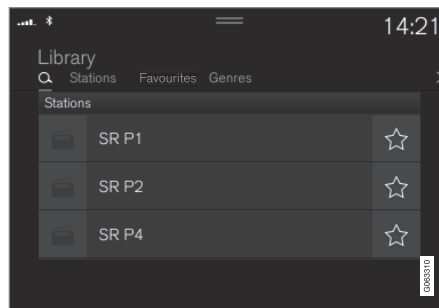 14:21
Library
Stations Favourites Genres
Stations
SR P1
SR P2
SR P4
G063310